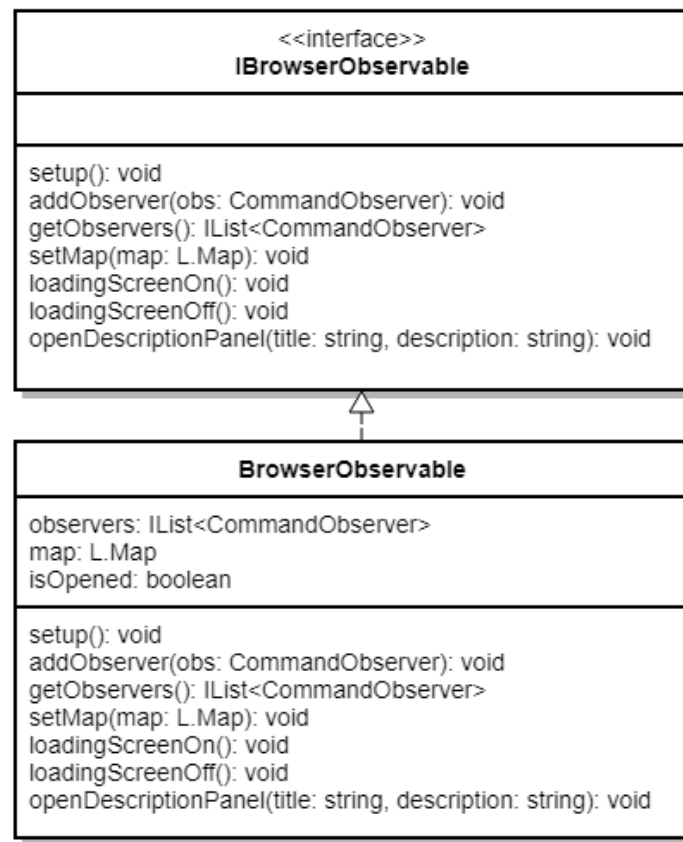 <<interface>>
IBrowserObservable
setup(): void
addObserver(obs: CommandObserver): void
getObservers(): IList<CommandObserver>
setMap(map: L.Map): void
loadingScreenOn(): void
loadingScreenOff(): void
openDescriptionPanel(title: string, description: string): void
BrowserObservable
observers: IList<CommandObserver>
map: L.Map
isOpened: boolean
setup(): void
addObserver(obs: CommandObserver): void
getObservers(): IList<CommandObserver>
setMap(map: L.Map): void
loadingScreenOn(): void
loadingScreenOff(): void
openDescriptionPanel(title: string, description: string): void